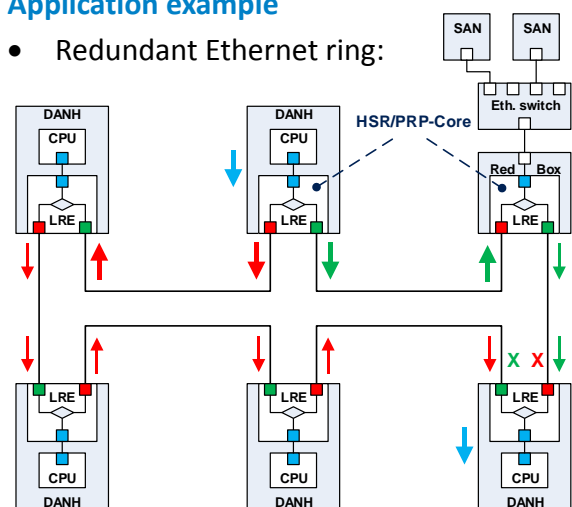 Application example
• Redundant Ethernet ring:
SAN SAN
Eth. switch
DANH DANH HSR/PRP-Core
CPU CPU
Red Box
LRE LRE LRE
X X
LRE LRE LRE
CPU CPU CPU
DANH DANH DANH